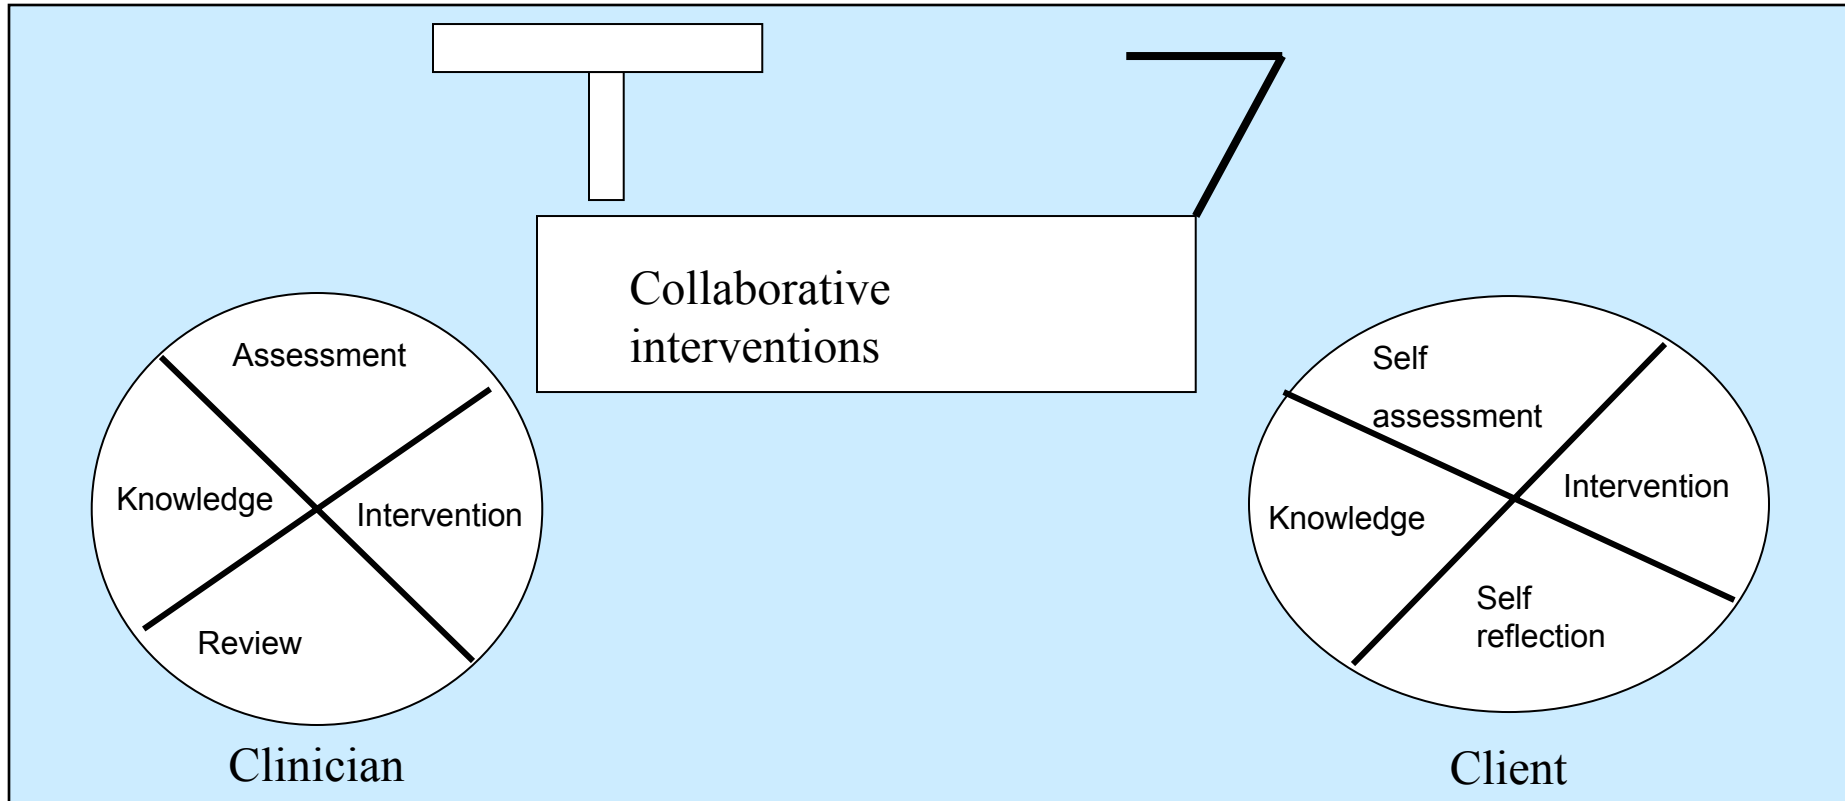 Collaborative
interventions
Assessment
Knowledge
Intervention
Review
Clinician
Self
assessment
Knowledge
Intervention
Self
reflection
Client